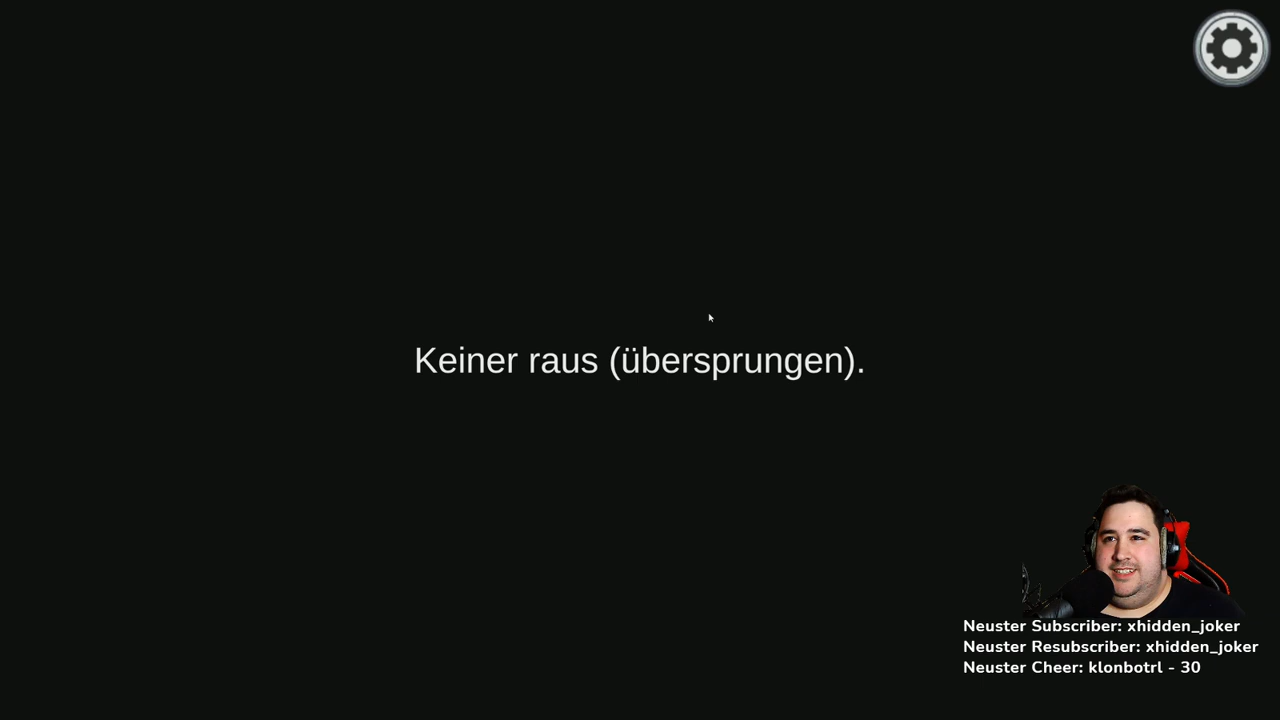 Keiner raus (übersprungen).
Neuster Subscriber: xhidden_joker
Neuster Resubscriber: xhidden_joker
Neuster Cheer: klonbotrl - 30